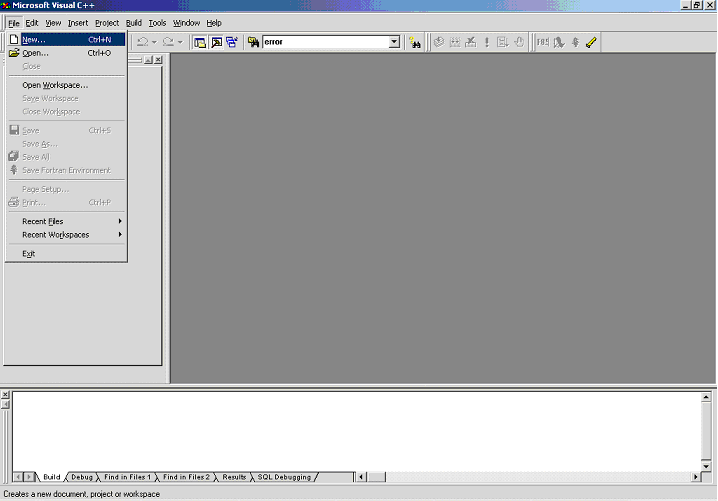 Microsoft Visual C++
File Edit View Insert Project Build Tools Window Help
error
New... Ctrl+N
Open... Ctrl+O
Close
Open Workspace...
Save Workspace
Close Workspace
Save Ctrl+S
Save As...
Save All
Save Fortran Environment
Page Setup...
Print... Ctrl+P
Recent Files
Recent Workspaces
Exit
Build Debug Find in Files 1 Find in Files 2 Results SQL Debugging
Creates a new document, project or workspace